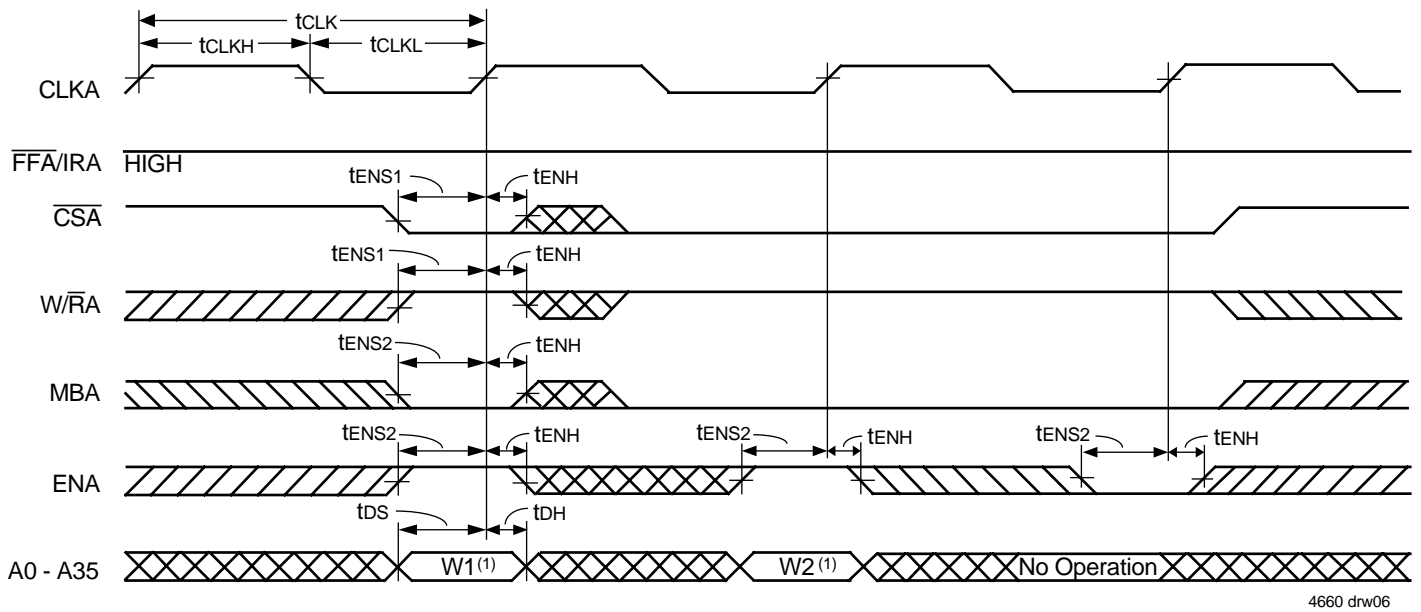 tCLK
tCLKH tCLKL
CLKA
FFA/IRA HIGH
tENS1 tENH
CSA
tENS1 tENH
W/RA
tENS2 tENH
MBA
tENS2 tENH tENS2 tENH tENS2 tENH
ENA
tDS tDH
A0 - A35 W1(1) W2(1) No Operation
4660 drw06